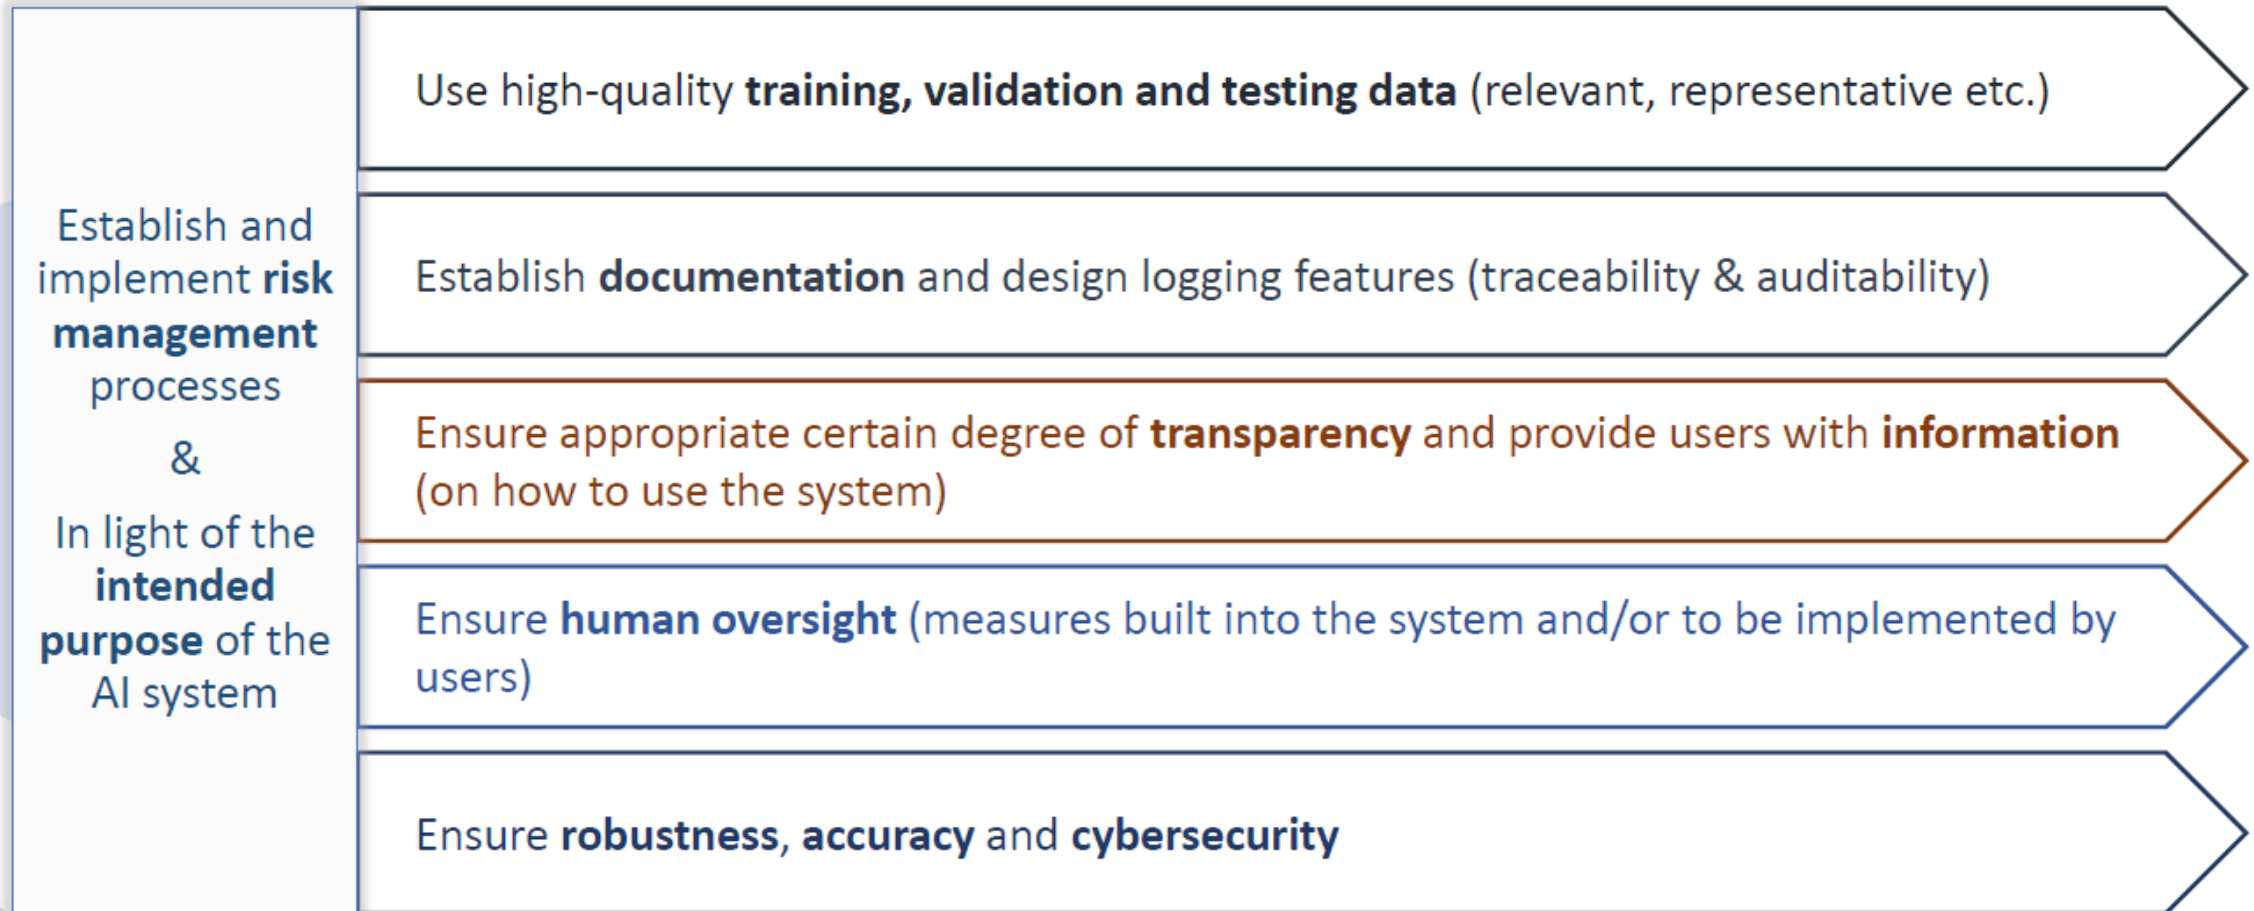 Establish and
implement risk
management
processes
&
In light of the
intended
purpose of the
AI system
Use high-quality training, validation and testing data (relevant, representative etc.)
Establish documentation and design logging features (traceability & auditability)
Ensure appropriate certain degree of transparency and provide users with information
(on how to use the system)
Ensure human oversight (measures built into the system and/or to be implemented by
users)
Ensure robustness, accuracy and cybersecurity